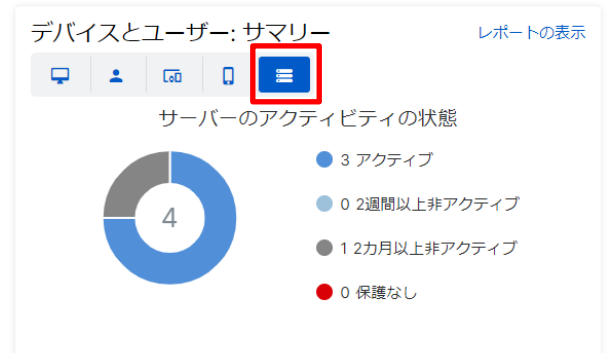 デバイスとユーザー: サマリー
レポートの表示
サーバーのアクティビティの状態
4
3 アクティブ
0 2週間以上非アクティブ
1 2カ月以上非アクティブ
0 保護なし